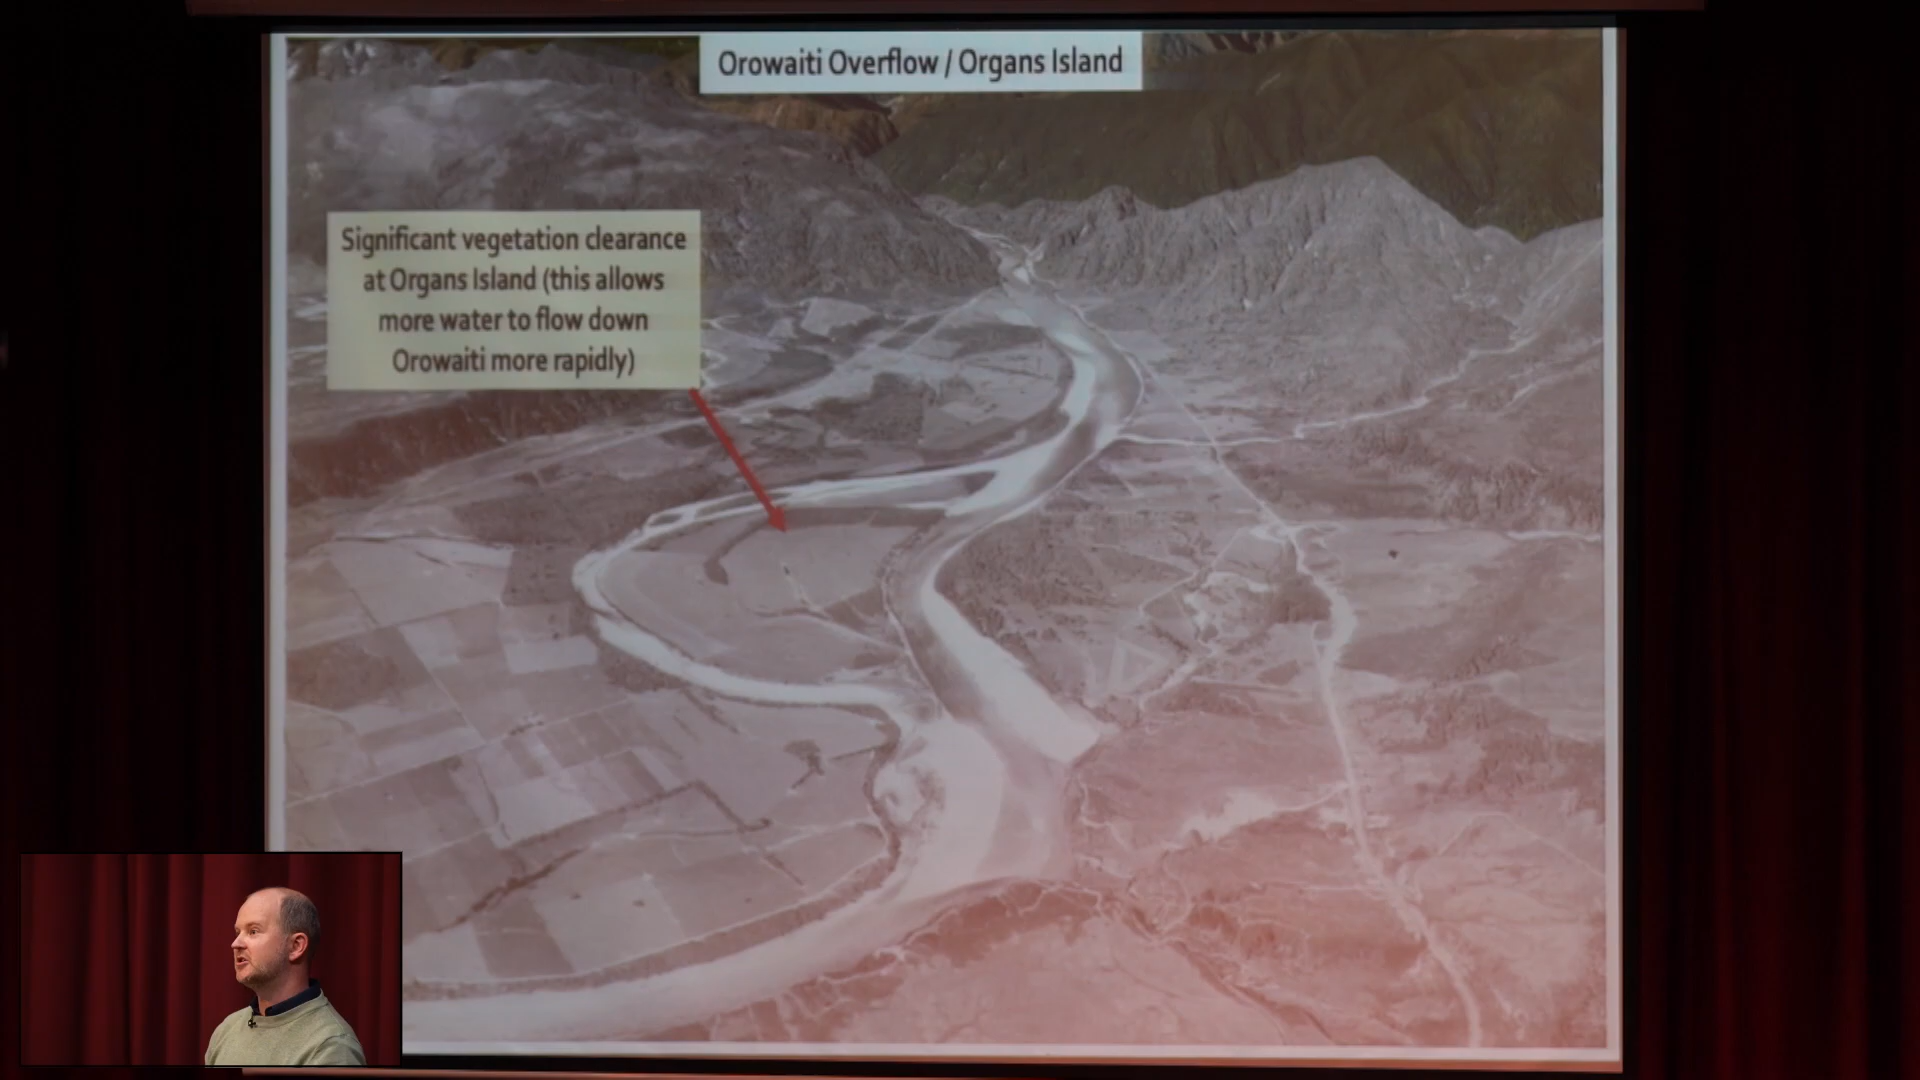 Orowaiti Overflow / Organs Island
Significant vegetation clearance
at Organs Island (this allows
more water to flow down
Orowaiti more rapidly)